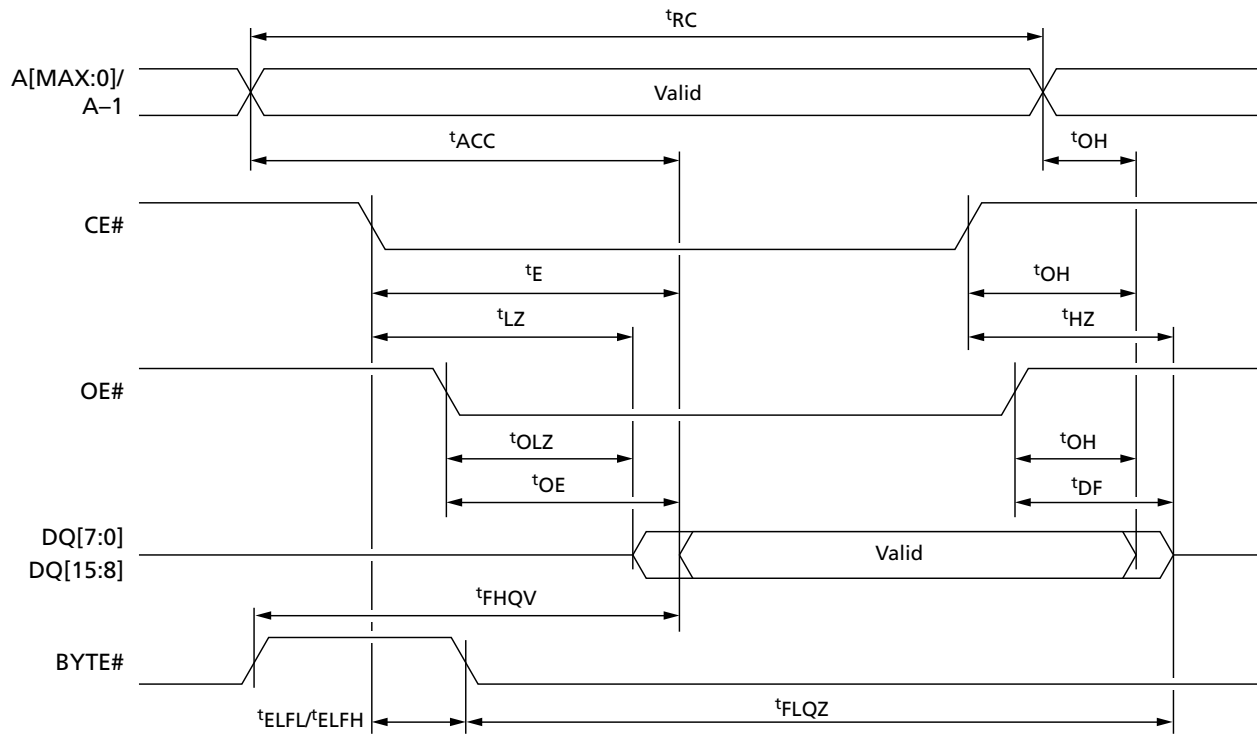 tRC
A[MAX:0]/
A–1
Valid
tACC
tOH
CE#
tE
tOH
tLZ
tHZ
OE#
tOLZ
tOH
tOE
tDF
DQ[7:0]
DQ[15:8]
Valid
tFHQV
BYTE#
tELFL/tELFH
tFLQZ